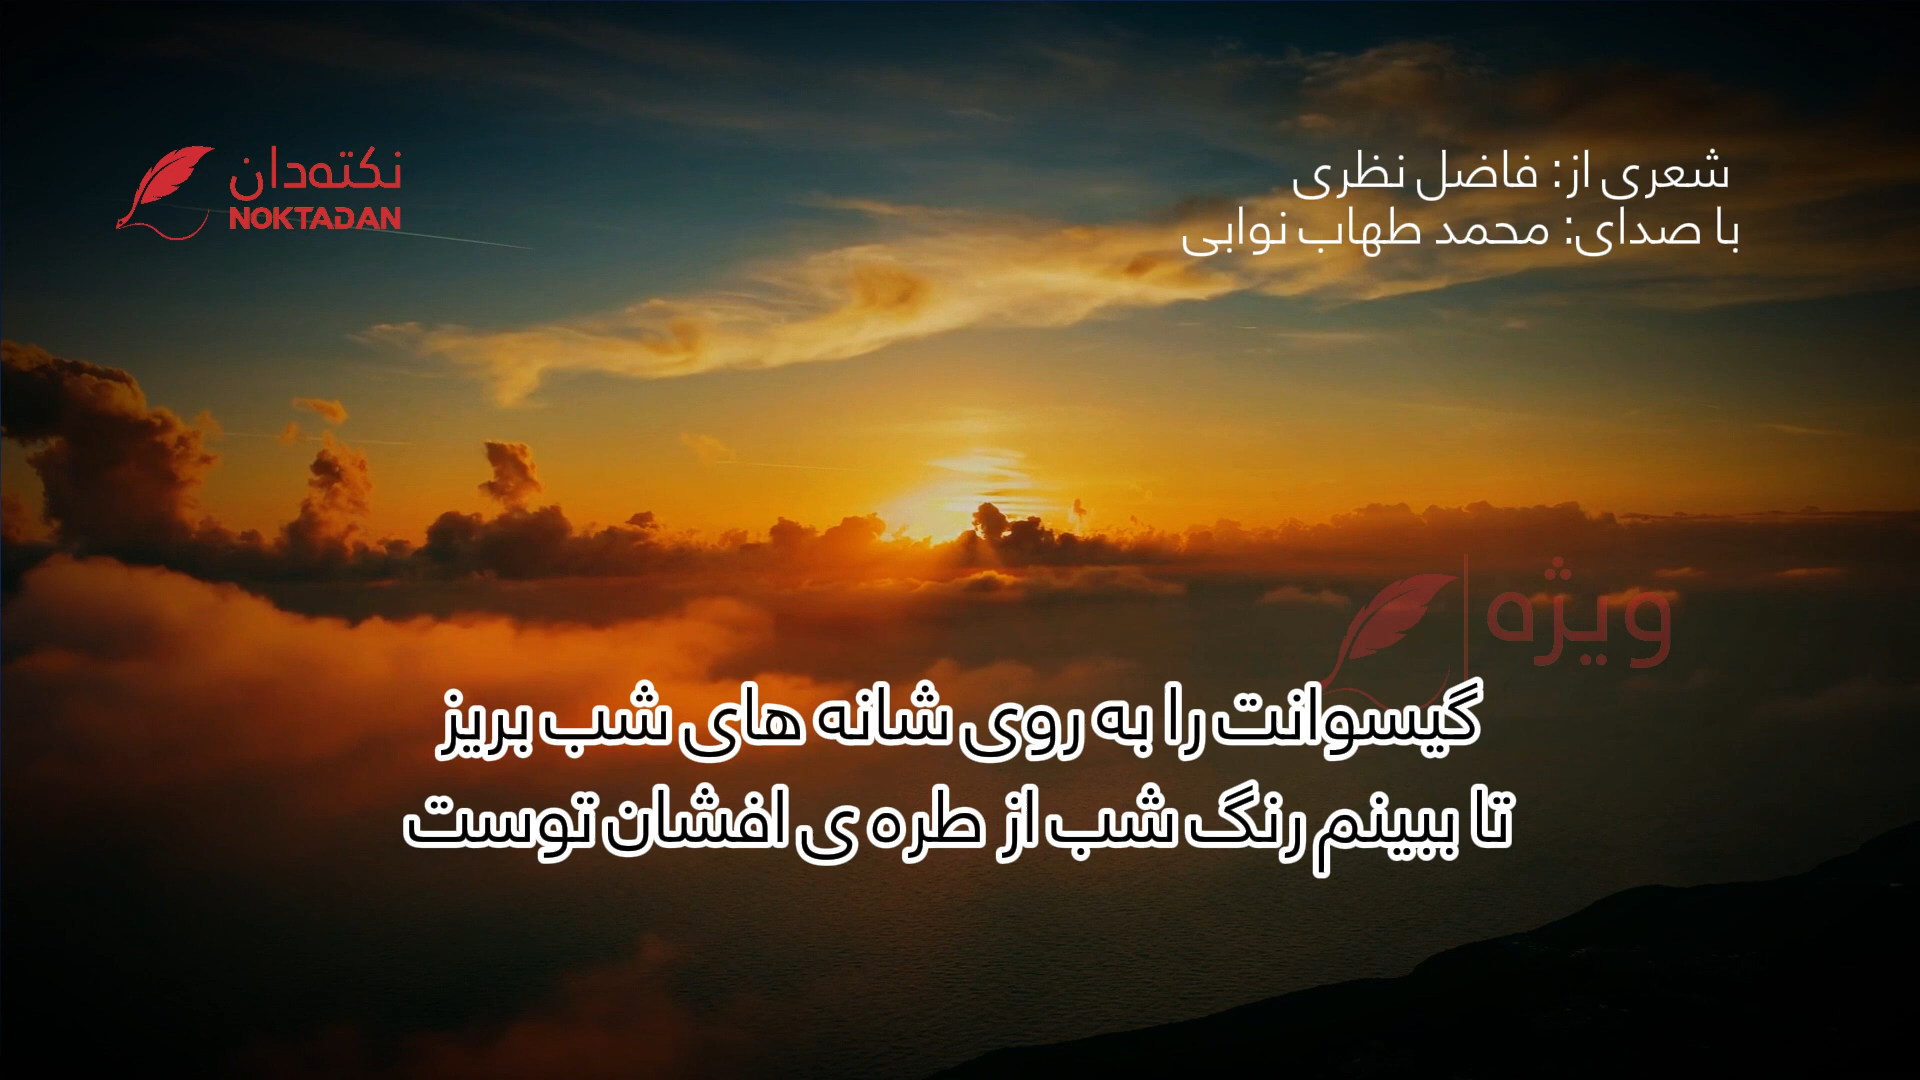 شعری از: فاضل نظری
با صدای: محمد طهاب نوابی
نکته‌دان
NOKTADAN
ویژه
گیسوانت را به روی شانه های شب بریز
تا ببینم رنگ شب از طره ی افشان توست